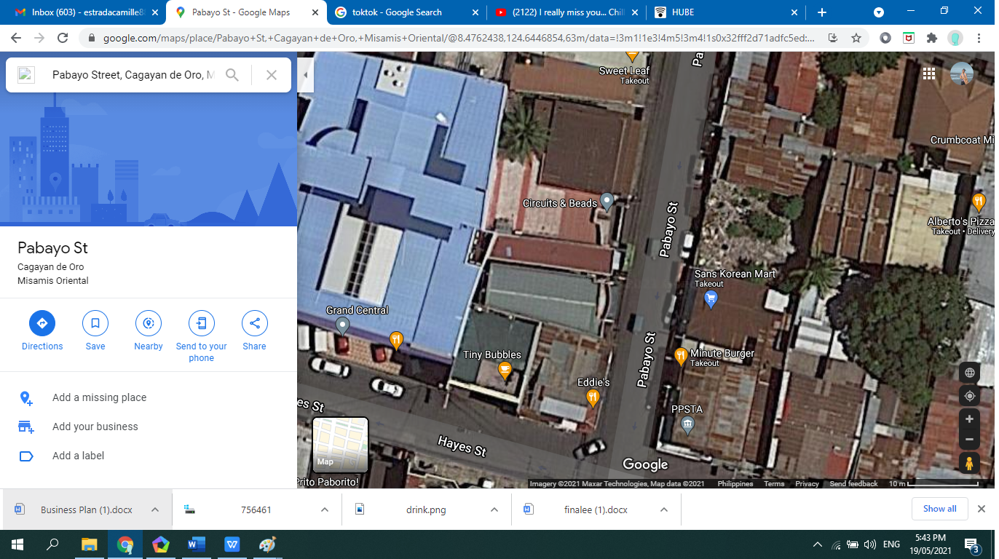 Inbox (603) - estradacamille8
Pabayo St - Google Maps
toktok - Google Search
(2122) I really miss you... Chil
HUBE
google.com/maps/place/Pabayo+St,+Cagayan+de+Oro,+Misamis+Oriental/@8.4762438,124.6446854,63m/data=!3m1!1e3!4m5!3m4!1s0x32fff2d71adfc5ed:...
Pabayo Street, Cagayan de Oro, M
Pabayo St
Cagayan de Oro
Misamis Oriental
Directions
Save
Nearby
Send to your
phone
Share
Add a missing place
Add your business
Add a label
Sweet Leaf
Takeout
Pa
Crumbcoat Mi
Circuits & Beads
Pabayo St
Alberto's Pizza
Takeout • Delivery
Sans Korean Mart
Takeout
Grand Central
Tiny Bubbles
Pabayo St
Minute Burger
Takeout
Eddie's
PPSTA
es St
Hayes St
Map
Google
Prito Paborito!
Imagery ©2021 Maxar Technologies, Map data ©2021
Philippines
Terms
Privacy
Send feedback
10 m
Business Plan (1).docx
756461
drink.png
finalee (1).docx
Show all
ENG
5:43 PM
19/05/2021
3